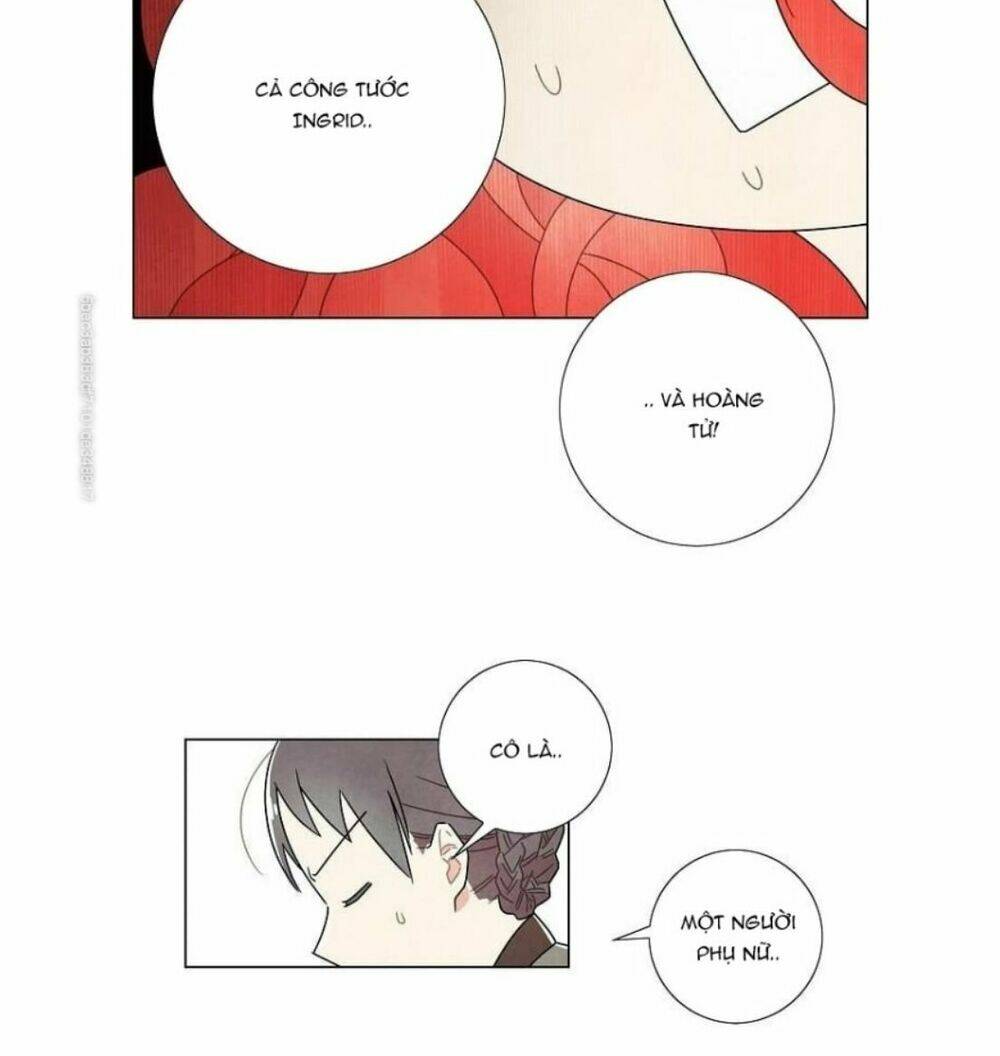 CẢ CÔNG TƯỚC
INGRID..
.. VÀ HOÀNG
TỬ!
CÔ LÀ..
MỘT NGƯỜI
PHỤ NỮ..